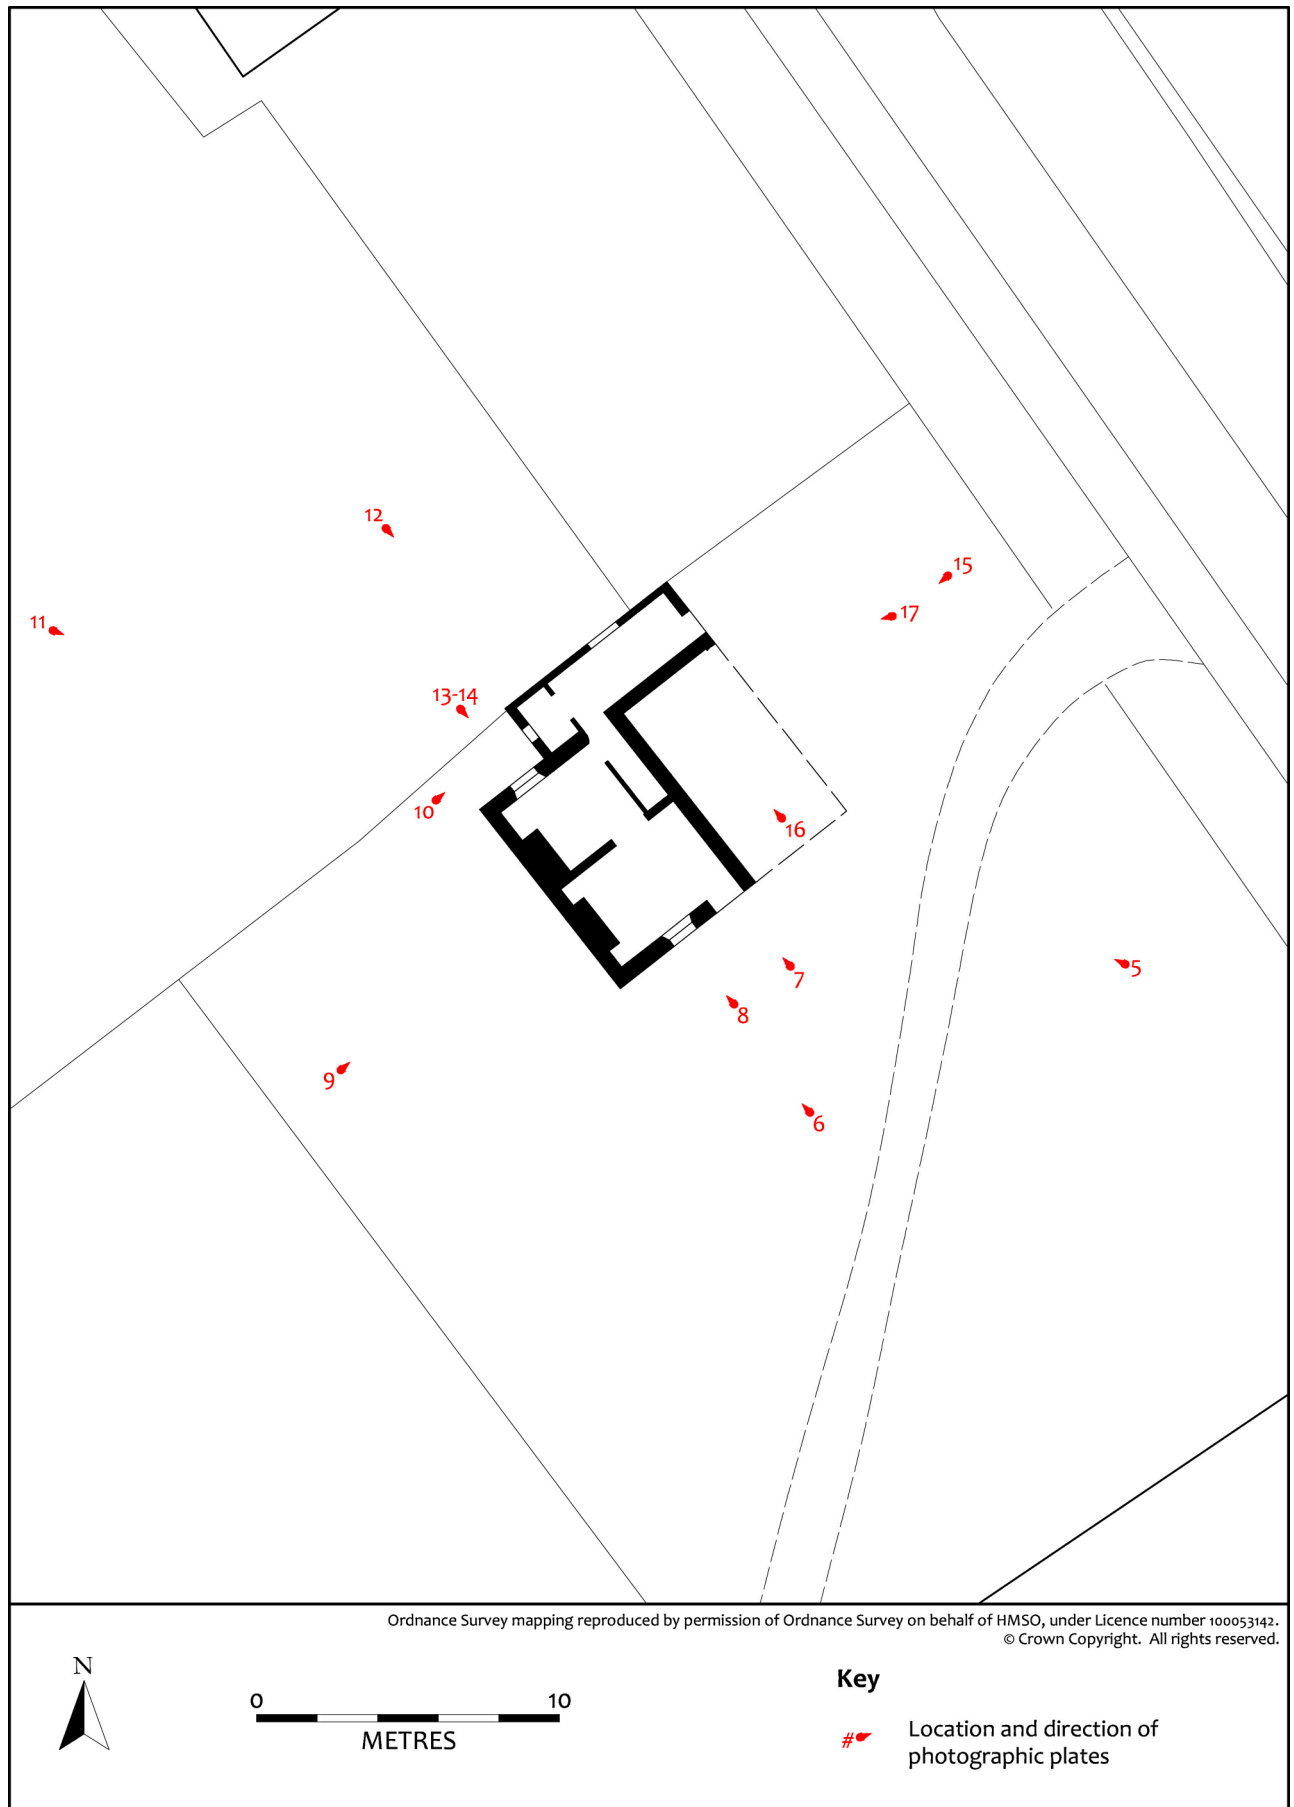 12
15
11
17
13-14
10
16
5
7
8
9
6
Ordnance Survey mapping reproduced by permission of Ordnance Survey on behalf of HMSO, under Licence number 100053142.
© Crown Copyright. All rights reserved.
N
Key
0 10
METRES
# Location and direction of
photographic plates